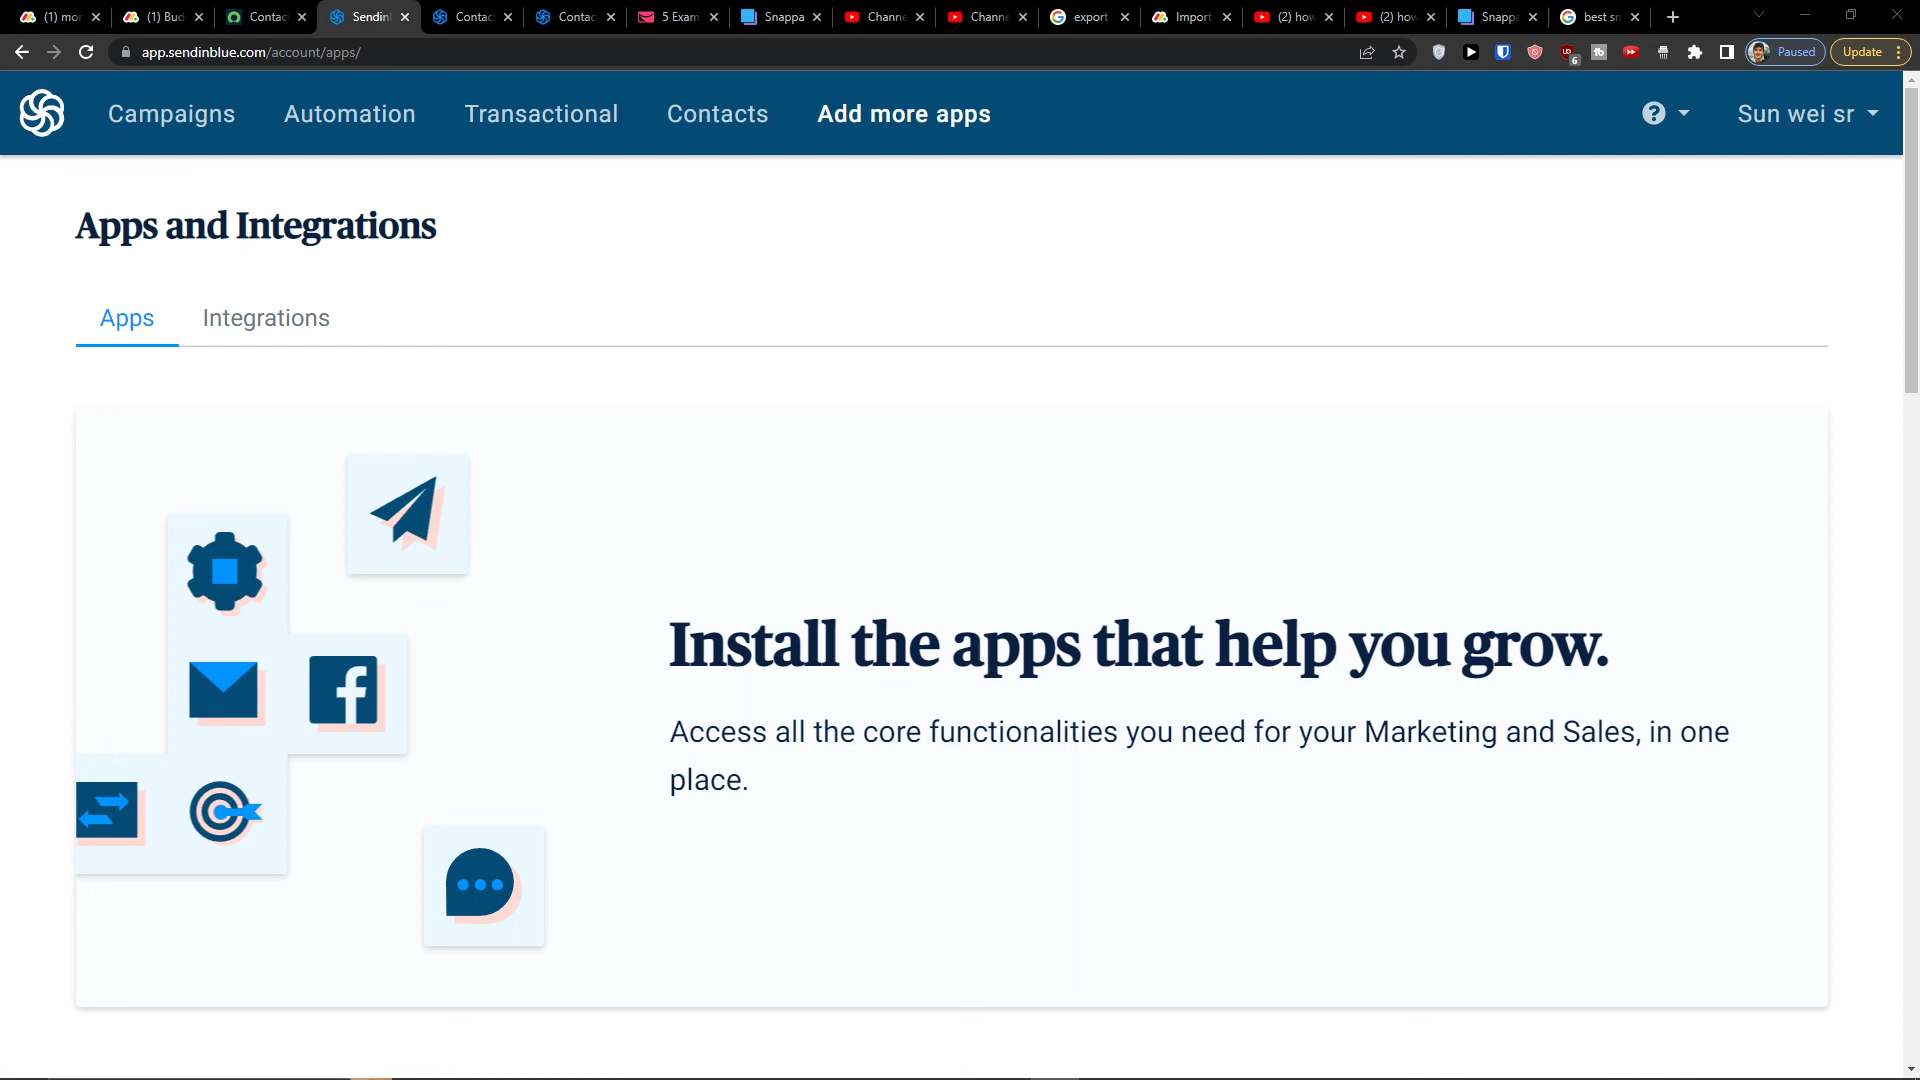 (1) mor
(1) Bud
Contac
Sendin
Contac
Contac
5 Exam
Snappa
Channe
Channe
export
Import
(2) how
(2) how
Snappa
best sm
app.sendinblue.com/account/apps/
6
Paused
Update
Campaigns
Automation
Transactional
Contacts
Add more apps
Sun wei sr
Apps and Integrations
Apps
Integrations
Install the apps that help you grow.
Access all the core functionalities you need for your Marketing and Sales, in one
place.